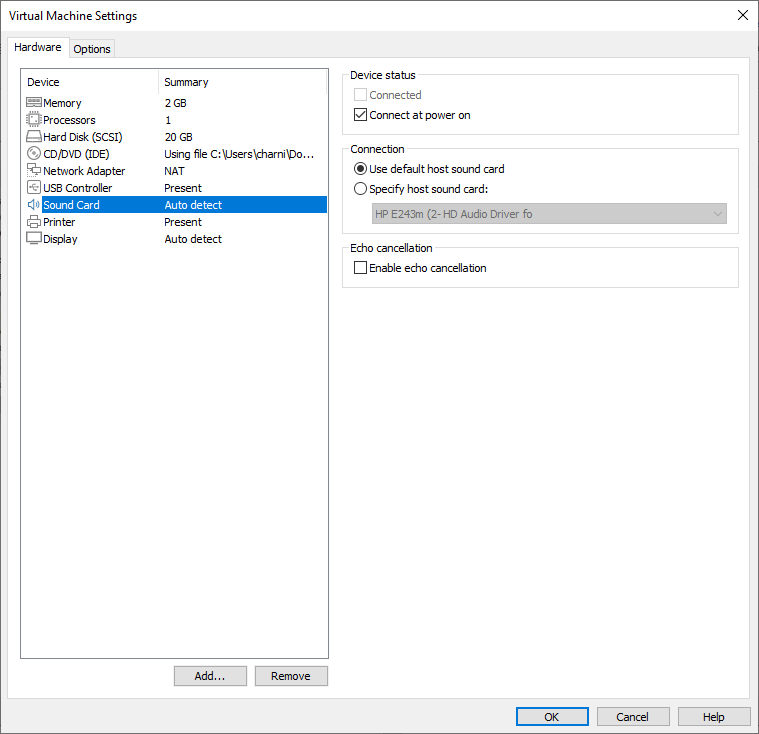 Virtual Machine Settings
Hardware Options
Device Summary
Memory 2 GB
Processors 1
Hard Disk (SCSI) 20 GB
CD/DVD (IDE) Using file C:\Users\charni\Do...
Network Adapter NAT
USB Controller Present
Sound Card Auto detect
Printer Present
Display Auto detect
Add... Remove
Device status
Connected
Connect at power on
Connection
Use default host sound card
Specify host sound card:
HP E243m (2- HD Audio Driver fo
Echo cancellation
Enable echo cancellation
OK Cancel Help